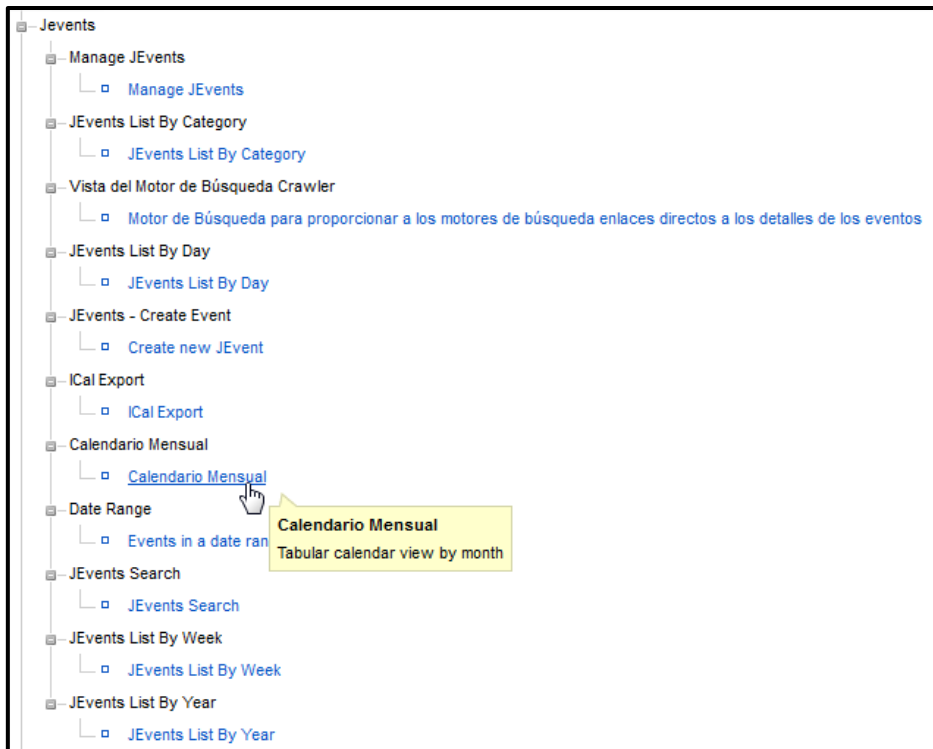 Jevents
Manage JEvents
Manage JEvents
JEvents List By Category
JEvents List By Category
Vista del Motor de Búsqueda Crawler
Motor de Búsqueda para proporcionar a los motores de búsqueda enlaces directos a los detalles de los eventos
JEvents List By Day
JEvents List By Day
JEvents - Create Event
Create new JEvent
ICal Export
ICal Export
Calendario Mensual
Calendario Mensual
Calendario Mensual
Tabular calendar view by month
Date Range
Events in a date
JEvents Search
JEvents Search
JEvents List By Week
JEvents List By Week
JEvents List By Year
JEvents List By Year